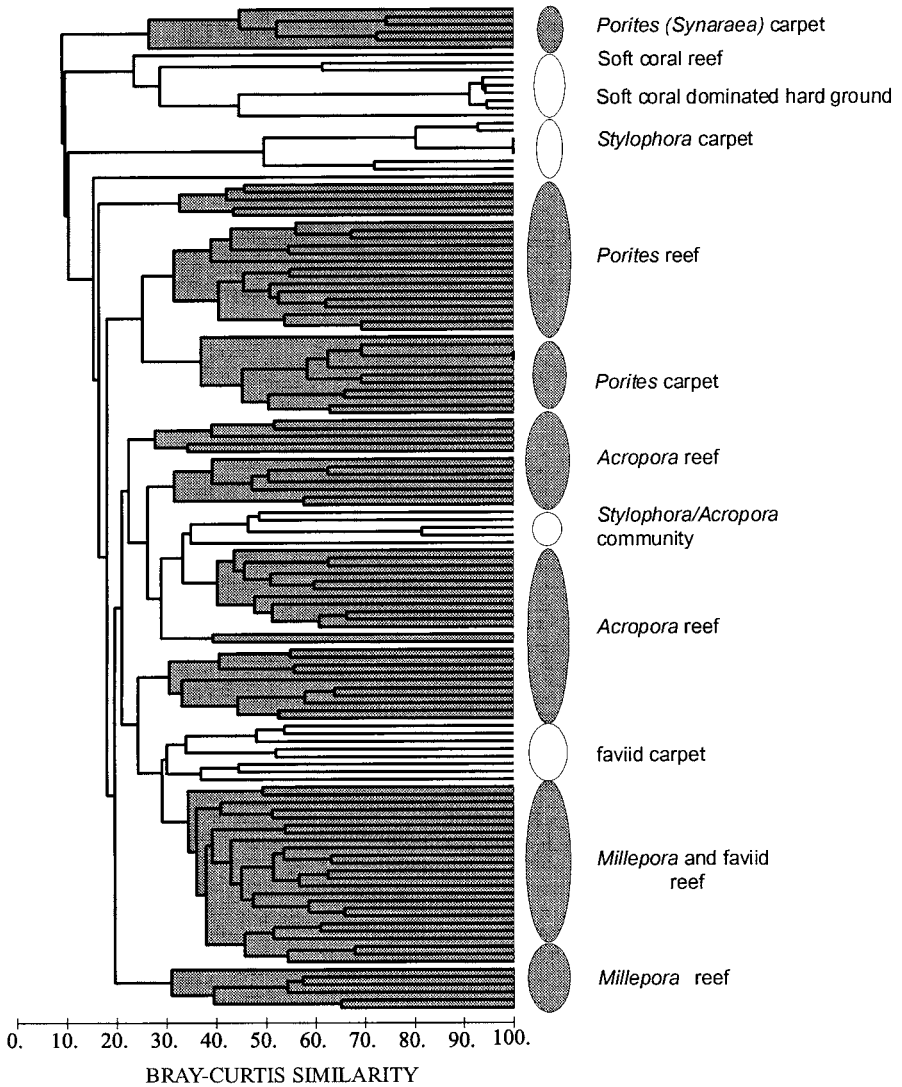 Porites (Synaraea) carpet
Soft coral reef
Soft coral dominated hard ground
Stylophora carpet
Porites reef
Porites carpet
Acropora reef
Stylophora/Acropora
community
Acropora reef
faviid carpet
Millepora and faviid
reef
Millepora reef
0. 10. 20. 30. 40. 50. 60. 70. 80. 90. 100.
BRAY-CURTIS SIMILARITY